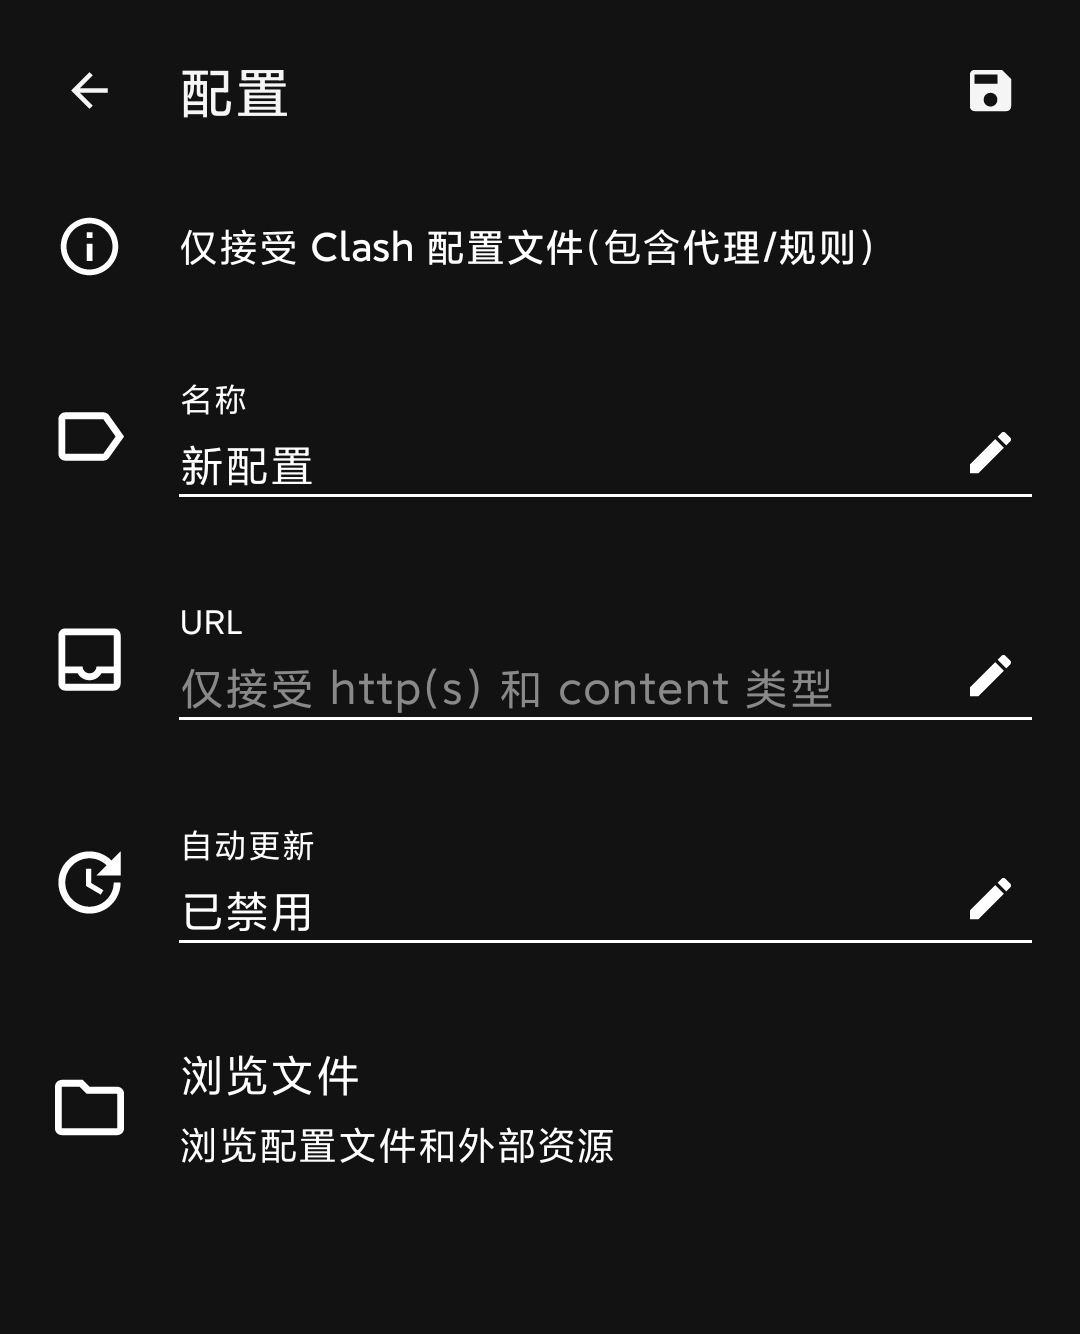 配置
仅接受 Clash 配置文件(包含代理/规则)
名称
新配置
URL
仅接受 http(s) 和 content 类型
自动更新
已禁用
浏览文件
浏览配置文件和外部资源